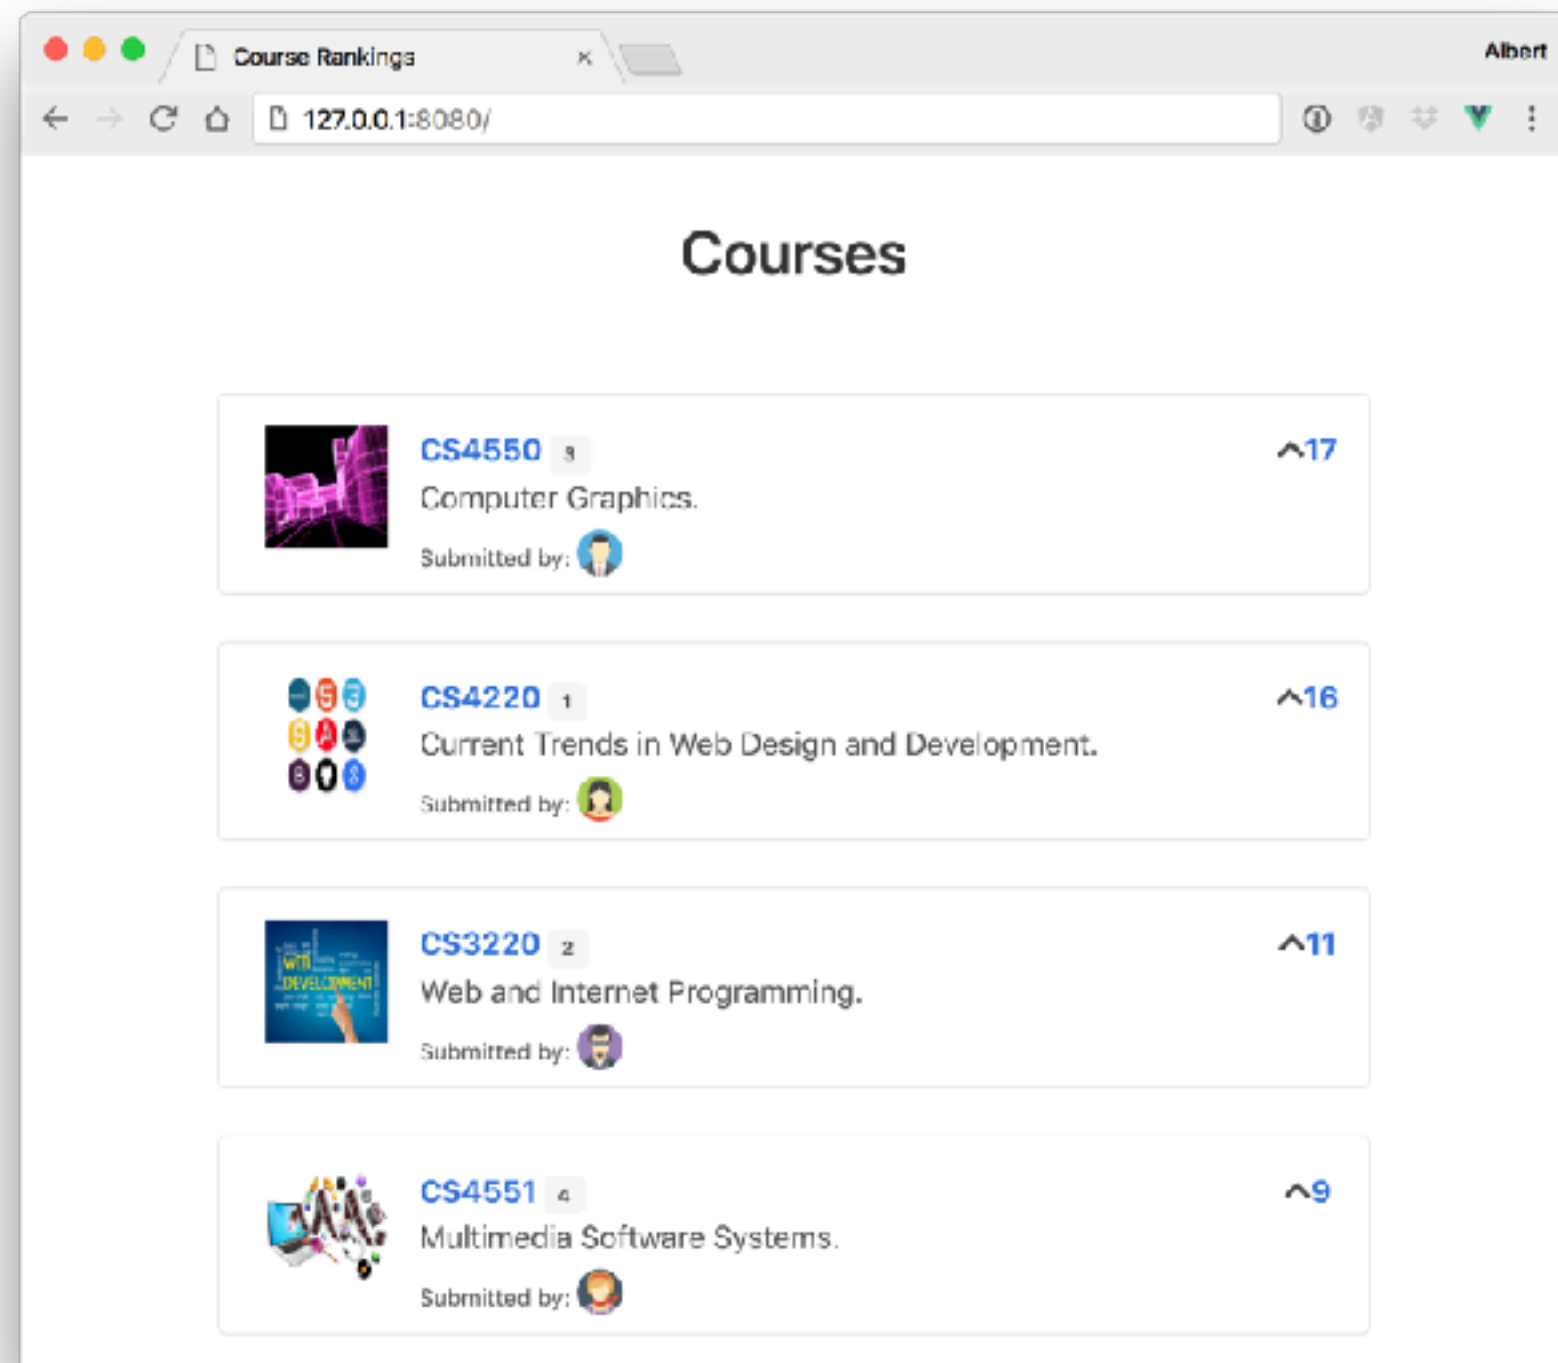 Course Rankings
Albert
127.0.0.1:8080/
Courses
CS4550 3
17
Computer Graphics.
Submitted by:
CS4220 1
16
Current Trends in Web Design and Development.
Submitted by:
CS3220 2
11
Web and Internet Programming.
Submitted by:
DEVELOPMENT
CS4551 4
9
Multimedia Software Systems.
Submitted by: